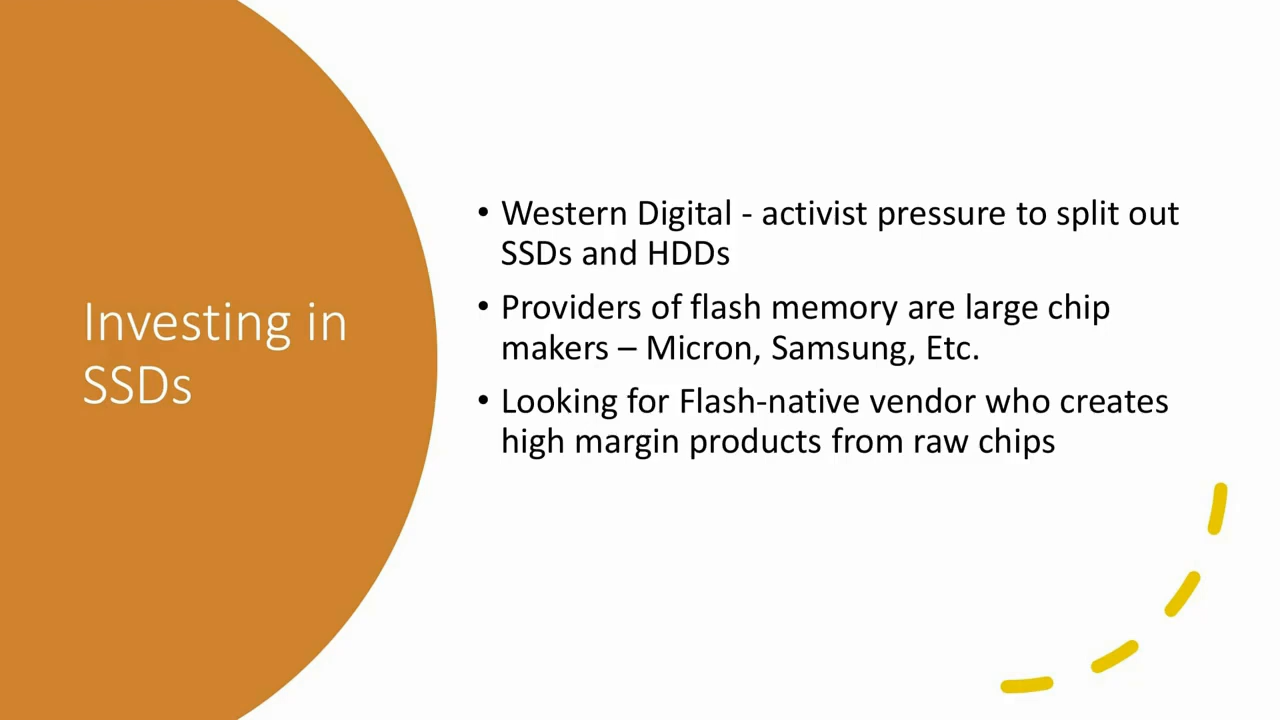 Investing in
SSDs
• Western Digital - activist pressure to split out
SSDs and HDDs
• Providers of flash memory are large chip
makers – Micron, Samsung, Etc.
• Looking for Flash-native vendor who creates
high margin products from raw chips